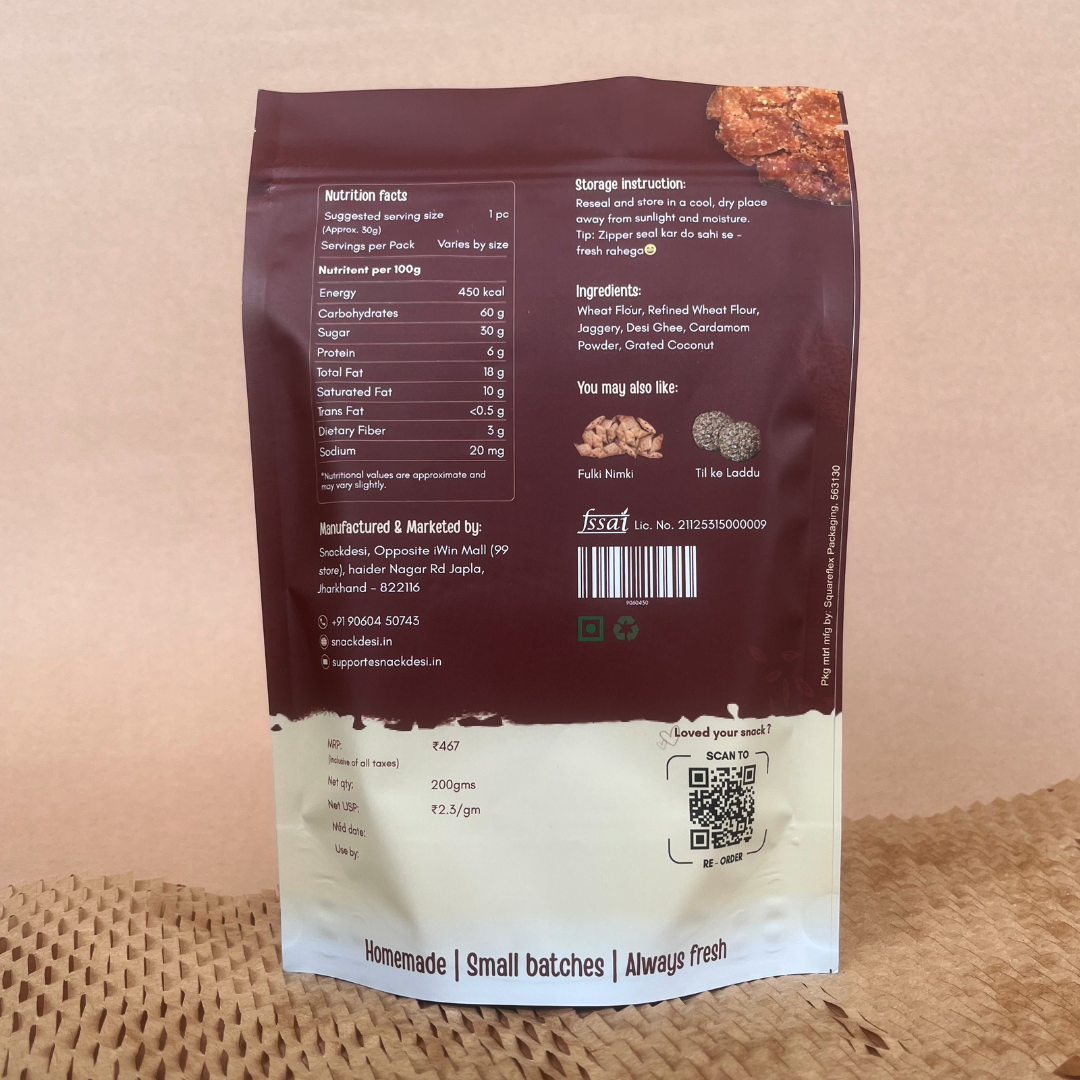 Nutrition facts
Suggested serving size 1 pc
(Approx. 30g)
Servings per Pack Varies by size
Nutritent per 100g
Energy 450 kcal
Carbohydrates 60 g
Sugar 30 g
Protein 6 g
Total Fat 18 g
Saturated Fat 10 g
Trans Fat <0.5 g
Dietary Fiber 3 g
Sodium 20 mg
*Nutritional values are approximate and
may vary slightly.
Manufactured & Marketed by:
Snackdesi, Opposite iWin Mall (99
store), haider Nagar Rd Japla,
Jharkhand - 822116
+91 90604 50743
snackdesi.in
supportesnackdesi.in
Storage instruction:
Reseal and store in a cool, dry place
away from sunlight and moisture.
Tip: Zipper seal kar do sahi se -
fresh rahega😄
Ingredients:
Wheat Flour, Refined Wheat Flour,
Jaggery, Desi Ghee, Cardamom
Powder, Grated Coconut
You may also like:
Fulki Nimki Til ke Laddu
fssai Lic. No. 21125315000009
9060450
Pkg mtrl mfg by: Squareflex Packaging, 563130
MRP: ₹467
(inclusive of all taxes)
Net qty: 200gms
Net USP: ₹2.3/gm
Mfd date:
Use by:
Loved your snack ?
SCAN TO
RE - ORDER
Homemade | Small batches | Always fresh